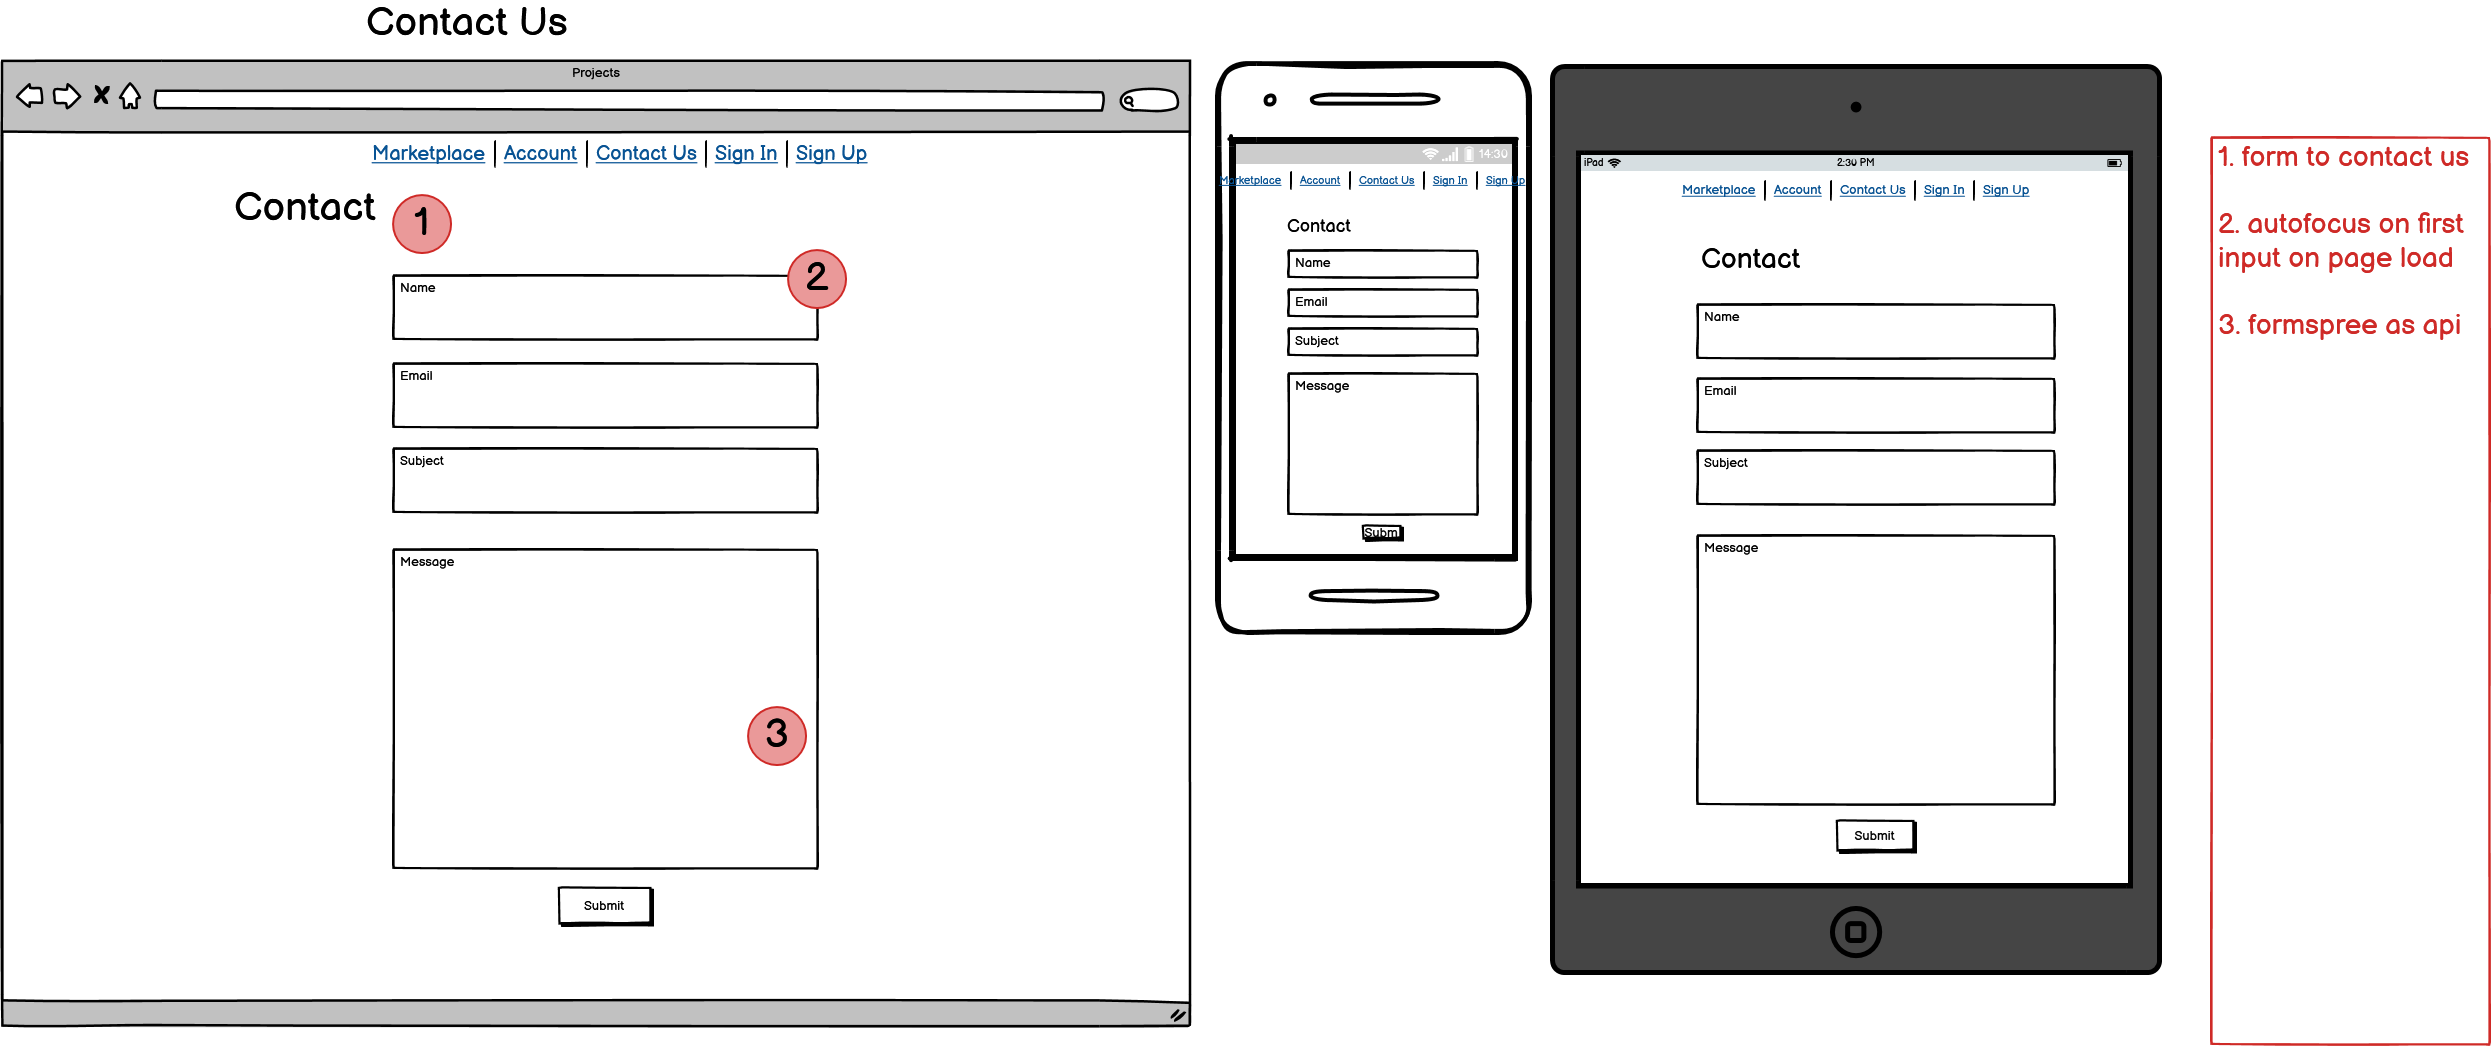 Contact Us
Projects
Marketplace | Account | Contact Us | Sign In | Sign Up
Contact
1
2
Name
Email
Subject
Message
3
Submit
14:30
Marketplace | Account | Contact Us | Sign In | Sign Up
Contact
Name
Email
Subject
Message
Subm
iPad
2:30 PM
Marketplace | Account | Contact Us | Sign In | Sign Up
Contact
Name
Email
Subject
Message
Submit
1. form to contact us
2. autofocus on first
input on page load
3. formspree as api